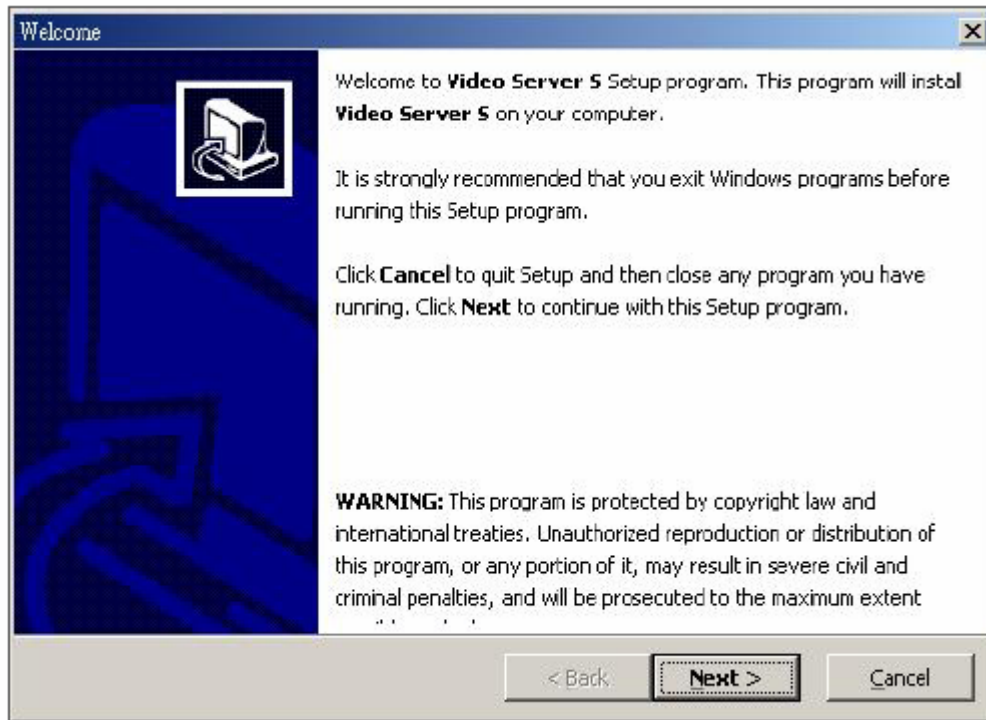 Welcome
Welcome to Video Server S Setup program. This program will instal
Video Server S on your computer.
It is strongly recommended that you exit Windows programs before
running this Setup program.
Click Cancel to quit Setup and then close any program you have
running. Click Next to continue with this Setup program.
WARNING: This program is protected by copyright law and
international treaties. Unauthorized reproduction or distribution of
this program, or any portion of it, may result in severe civil and
criminal penalties, and will be prosecuted to the maximum extent
< Back
Next >
Cancel